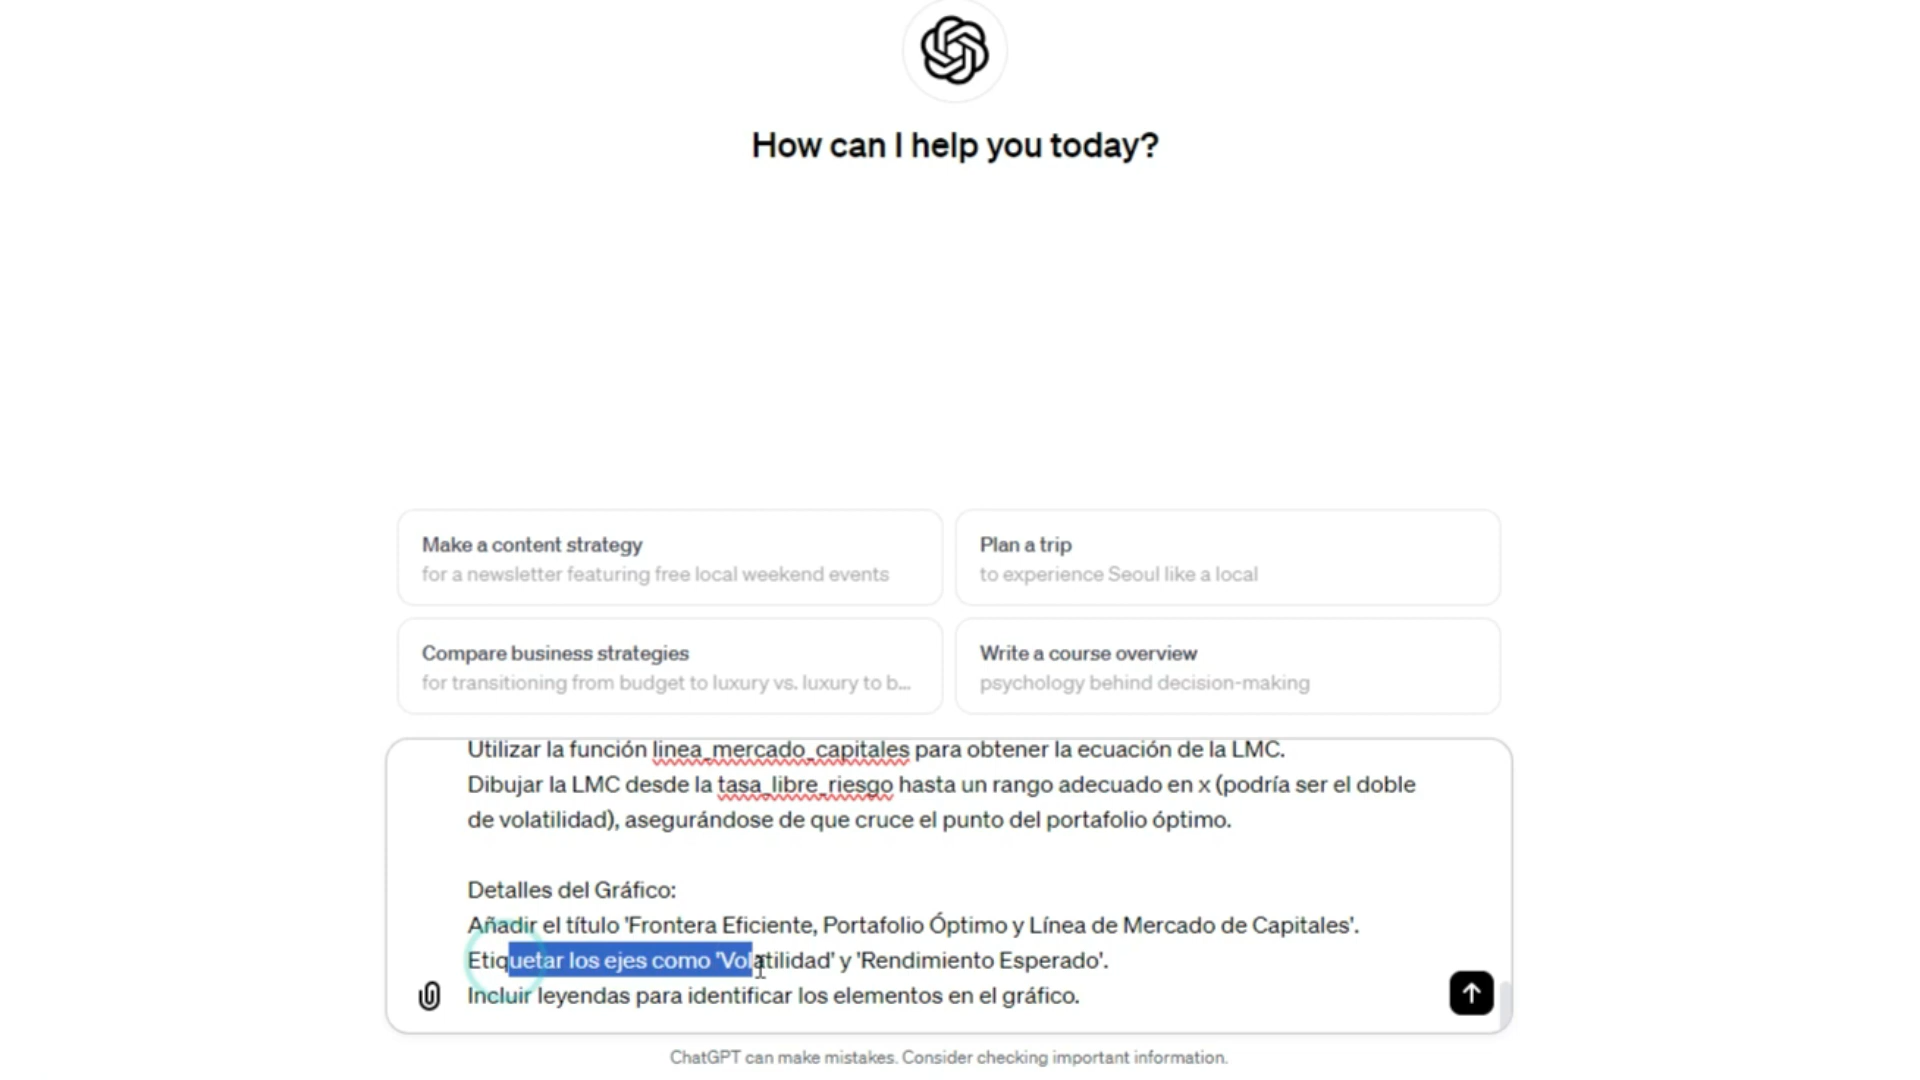 How can I help you today?
Make a content strategy
for a newsletter featuring free local weekend events
Plan a trip
to experience Seoul like a local
Compare business strategies
for transitioning from budget to luxury vs. luxury to b...
Write a course overview
psychology behind decision-making
Utilizar la función linea_mercado_capitales para obtener la ecuación de la LMC.
Dibujar la LMC desde la tasa_libre_riesgo hasta un rango adecuado en x (podría ser el doble
de volatilidad), asegurándose de que cruce el punto del portafolio óptimo.
Detalles del Gráfico:
Añadir el título 'Frontera Eficiente, Portafolio Óptimo y Línea de Mercado de Capitales'.
Etiquetar los ejes como 'Volatilidad' y 'Rendimiento Esperado'.
Incluir leyendas para identificar los elementos en el gráfico.
ChatGPT can make mistakes. Consider checking important information.